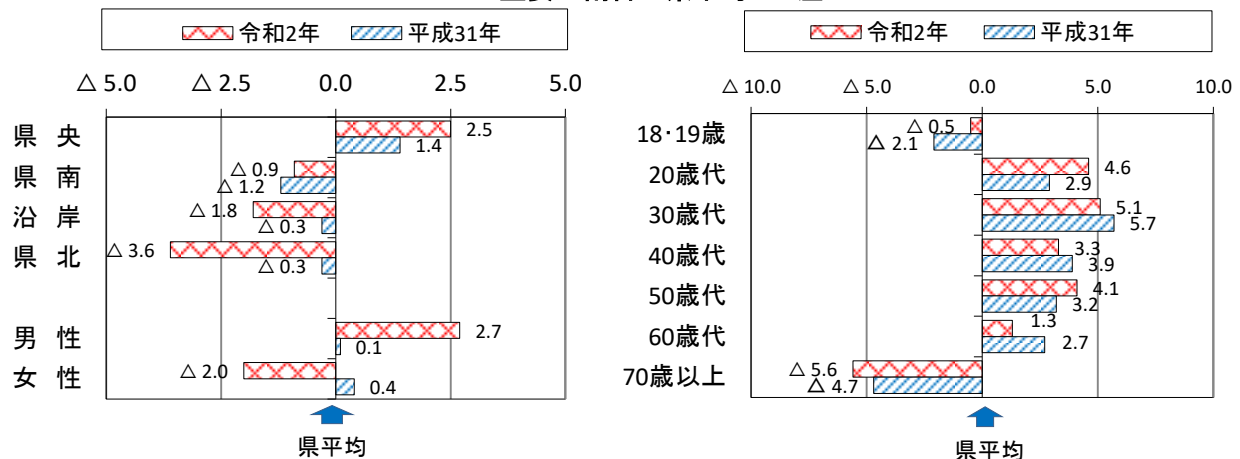 令和2年 平成31年
△ 5.0 △ 2.5 0.0 2.5 5.0
県 央 2.5
1.4
県 南 △ 0.9
△ 1.2
沿 岸 △ 1.8
△ 0.3
県 北 △ 3.6
△ 0.3
男 性 2.7
0.1
女 性 △ 2.0
0.4
県平均
令和2年 平成31年
△ 10.0 △ 5.0 0.0 5.0 10.0
18・19歳 △ 0.5
△ 2.1
20歳代 4.6
2.9
30歳代 5.1
5.7
40歳代 3.3
3.9
50歳代 4.1
3.2
60歳代 1.3
2.7
70歳以上 △ 5.6
△ 4.7
県平均